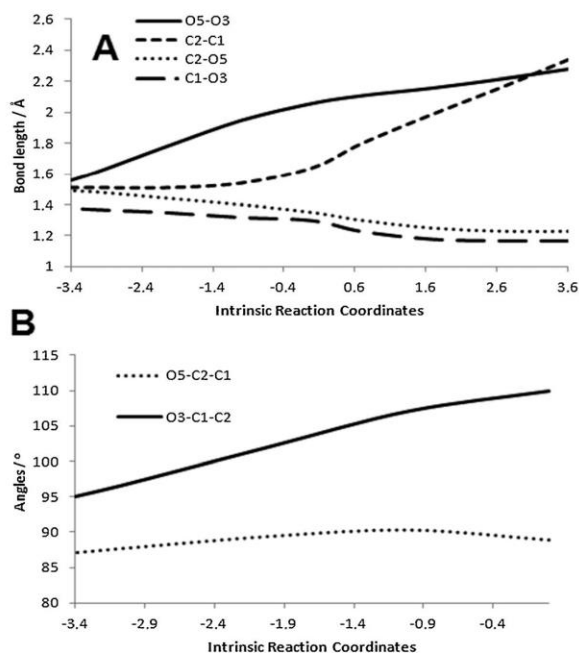 A
O5-O3
C2-C1
C2-O5
C1-O3
Bond length / Å
2.6
2.4
2.2
2
1.8
1.6
1.4
1.2
1
-3.4 -2.4 -1.4 -0.4 0.6 1.6 2.6 3.6
Intrinsic Reaction Coordinates
B
O5-C2-C1
O3-C1-C2
Angles/°
115
110
105
100
95
90
85
80
-3.4 -2.9 -2.4 -1.9 -1.4 -0.9 -0.4
Intrinsic Reaction Coordinates